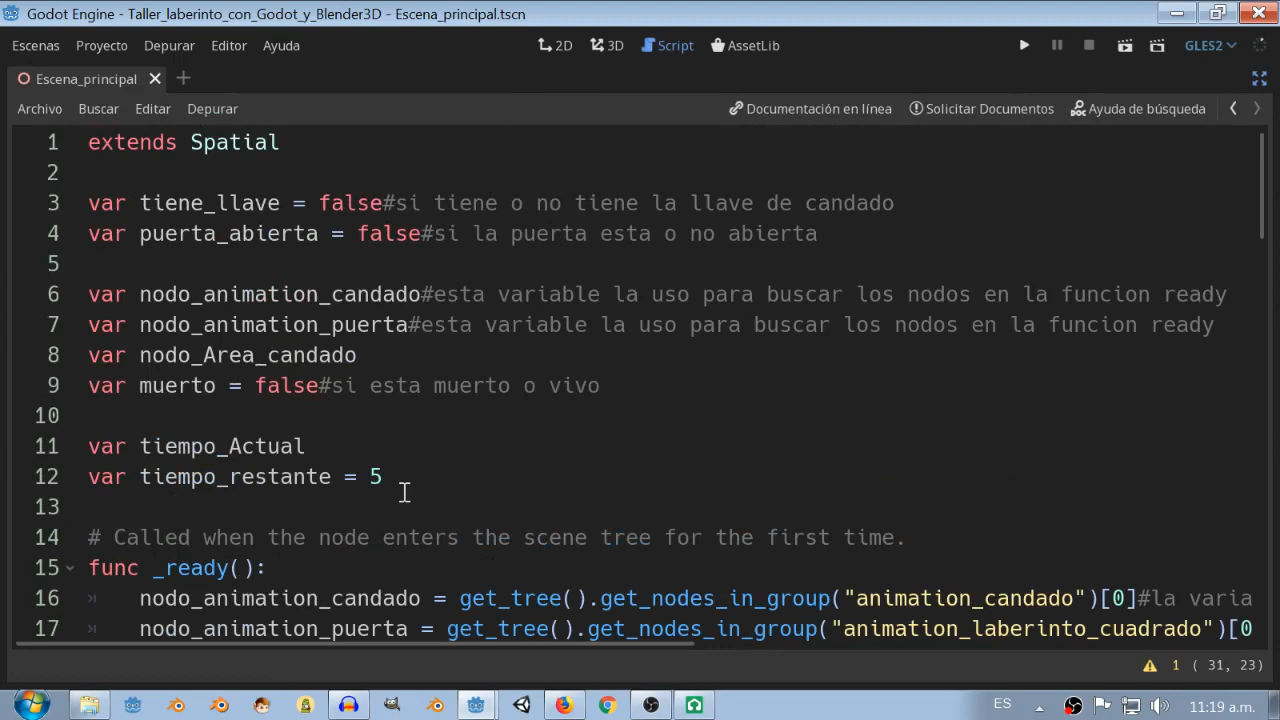 Godot Engine - Taller_laberinto_con_Godot_y_Blender3D - Escena_principal.tscn
Escenas Proyecto Depurar Editor Ayuda 2D 3D Script AssetLib GLES2
Escena_principal
Archivo Buscar Editar Depurar Documentación en línea Solicitar Documentos Ayuda de búsqueda
1 extends Spatial
2
3 var tiene_llave = false#si tiene o no tiene la llave de candado
4 var puerta_abierta = false#si la puerta esta o no abierta
5
6 var nodo_animation_candado#esta variable la uso para buscar los nodos en la funcion ready
7 var nodo_animation_puerta#esta variable la uso para buscar los nodos en la funcion ready
8 var nodo_Area_candado
9 var muerto = false#si esta muerto o vivo
10
11 var tiempo_Actual
12 var tiempo_restante = 5
13
14 # Called when the node enters the scene tree for the first time.
15 func _ready():
16 nodo_animation_candado = get_tree().get_nodes_in_group("animation_candado")[0]#la varia
17 nodo_animation_puerta = get_tree().get_nodes_in_group("animation_laberinto_cuadrado")[0
1 ( 31, 23)
ES 11:19 a.m.